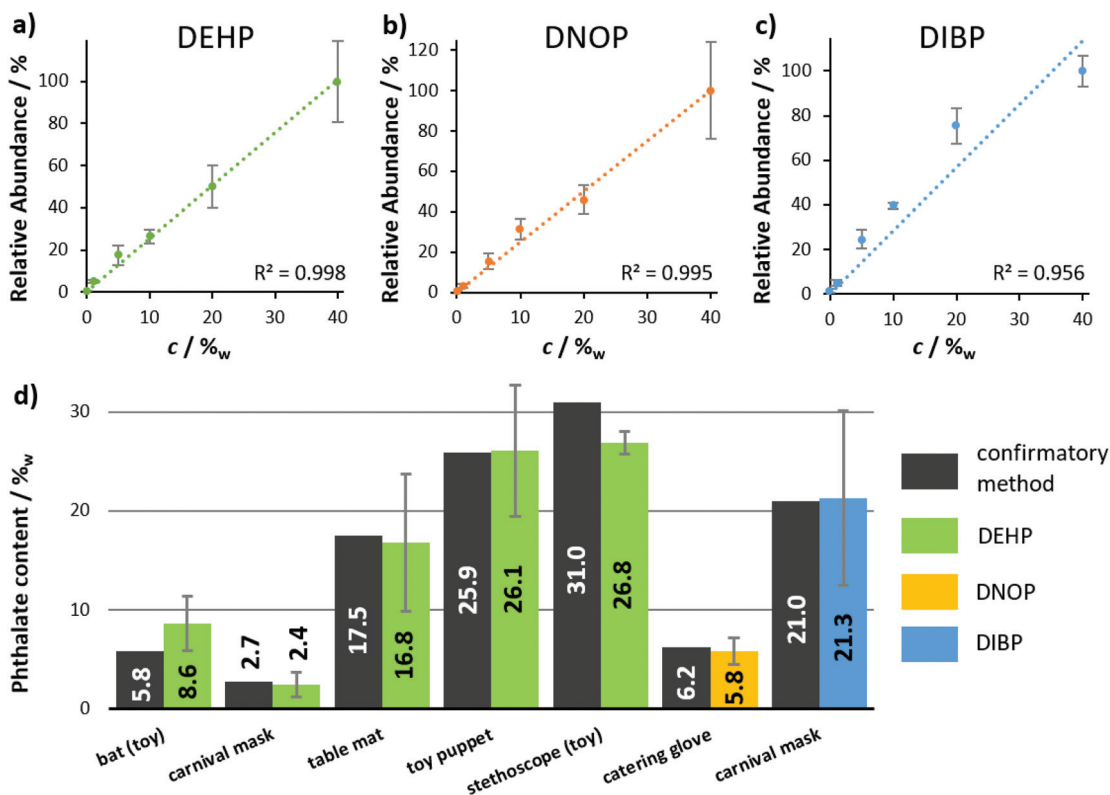 a)
DEHP
Relative Abundance / %
100
80
60
40
20
0
0 10 20 30 40
c / %w
R² = 0.998
b)
DNOP
Relative Abundance / %
120
100
80
60
40
20
0
0 10 20 30 40
c / %w
R² = 0.995
c)
DIBP
Relative Abundance / %
100
80
60
40
20
0
0 10 20 30 40
c / %w
R² = 0.956
d)
Phthalate content / %w
30
20
10
0
5.8
8.6
2.7
2.4
17.5
16.8
25.9
26.1
31.0
26.8
6.2
5.8
21.0
21.3
bat (toy)
carnival mask
table mat
toy puppet
stethoscope (toy)
catering glove
carnival mask
confirmatory
method
DEHP
DNOP
DIBP